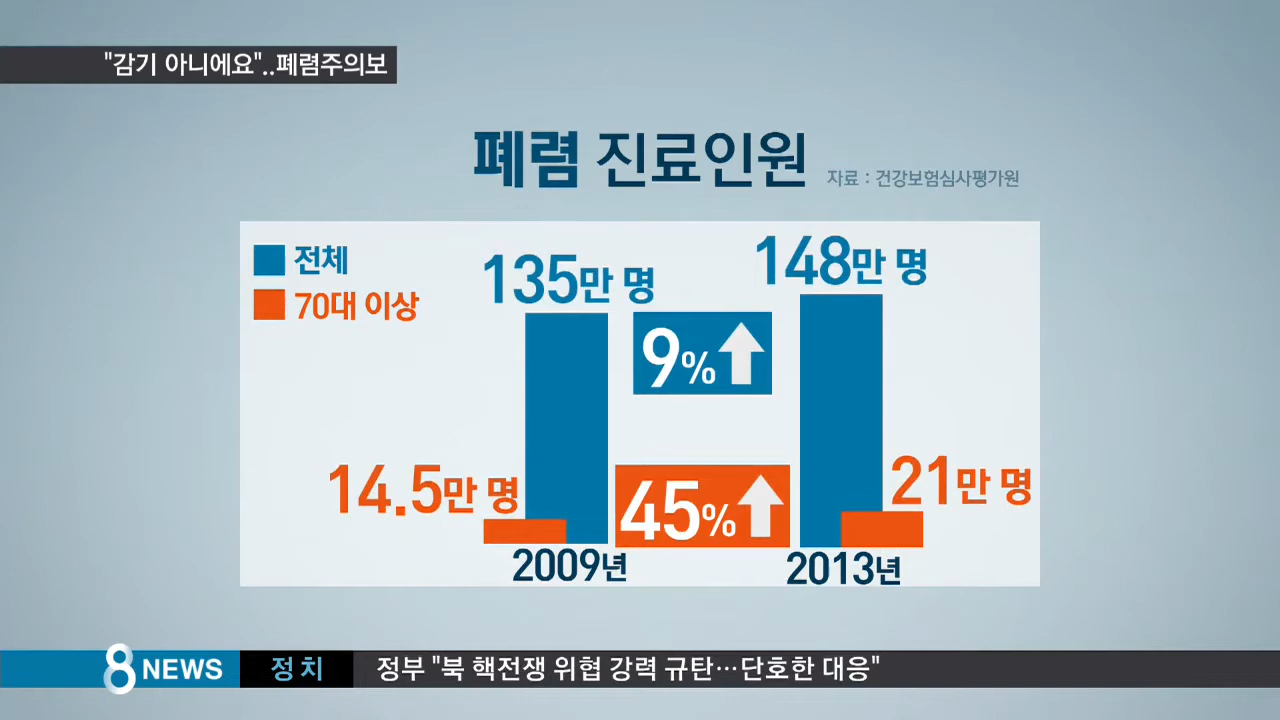 "감기 아니에요"..폐렴주의보
폐렴 진료인원
자료 : 건강보험심사평가원
전체
70대 이상
135만 명
148만 명
9%
14.5만 명
45%
21만 명
2009년
2013년
8 NEWS
정치
정부 "북 핵전쟁 위협 강력 규탄…단호한 대응"